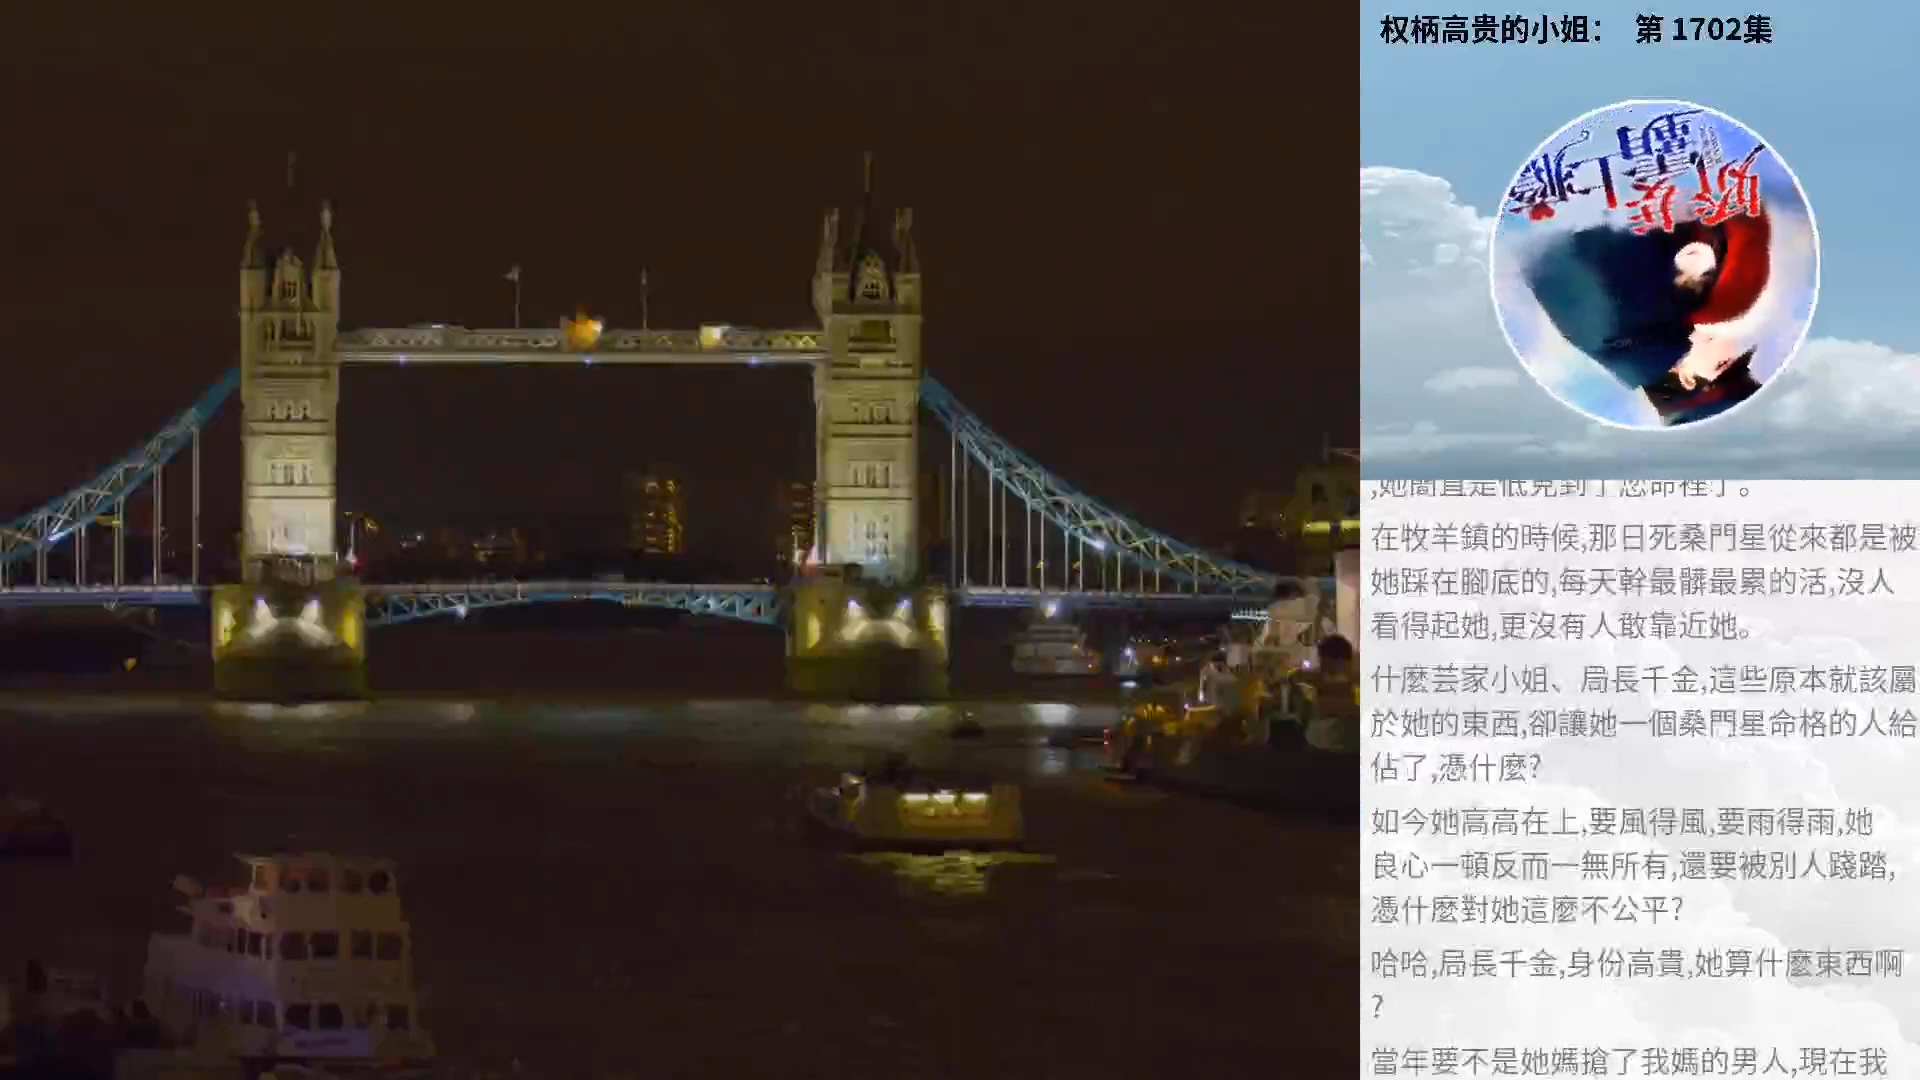 权柄高贵的小姐： 第 1702集
在牧羊鎮的時候,那日死桑門星從來都是被
她踩在腳底的,每天幹最髒最累的活,沒人
看得起她,更沒有人敢靠近她。
什麼芸家小姐、局長千金,這些原本就該屬
於她的東西,卻讓她一個桑門星命格的人給
佔了,憑什麼?
如今她高高在上,要風得風,要雨得雨,她
良心一頓反而一無所有,還要被別人踐踏,
憑什麼對她這麼不公平?
哈哈,局長千金,身份高貴,她算什麼東西啊
?
當年要不是她媽搶了我媽的男人,現在我